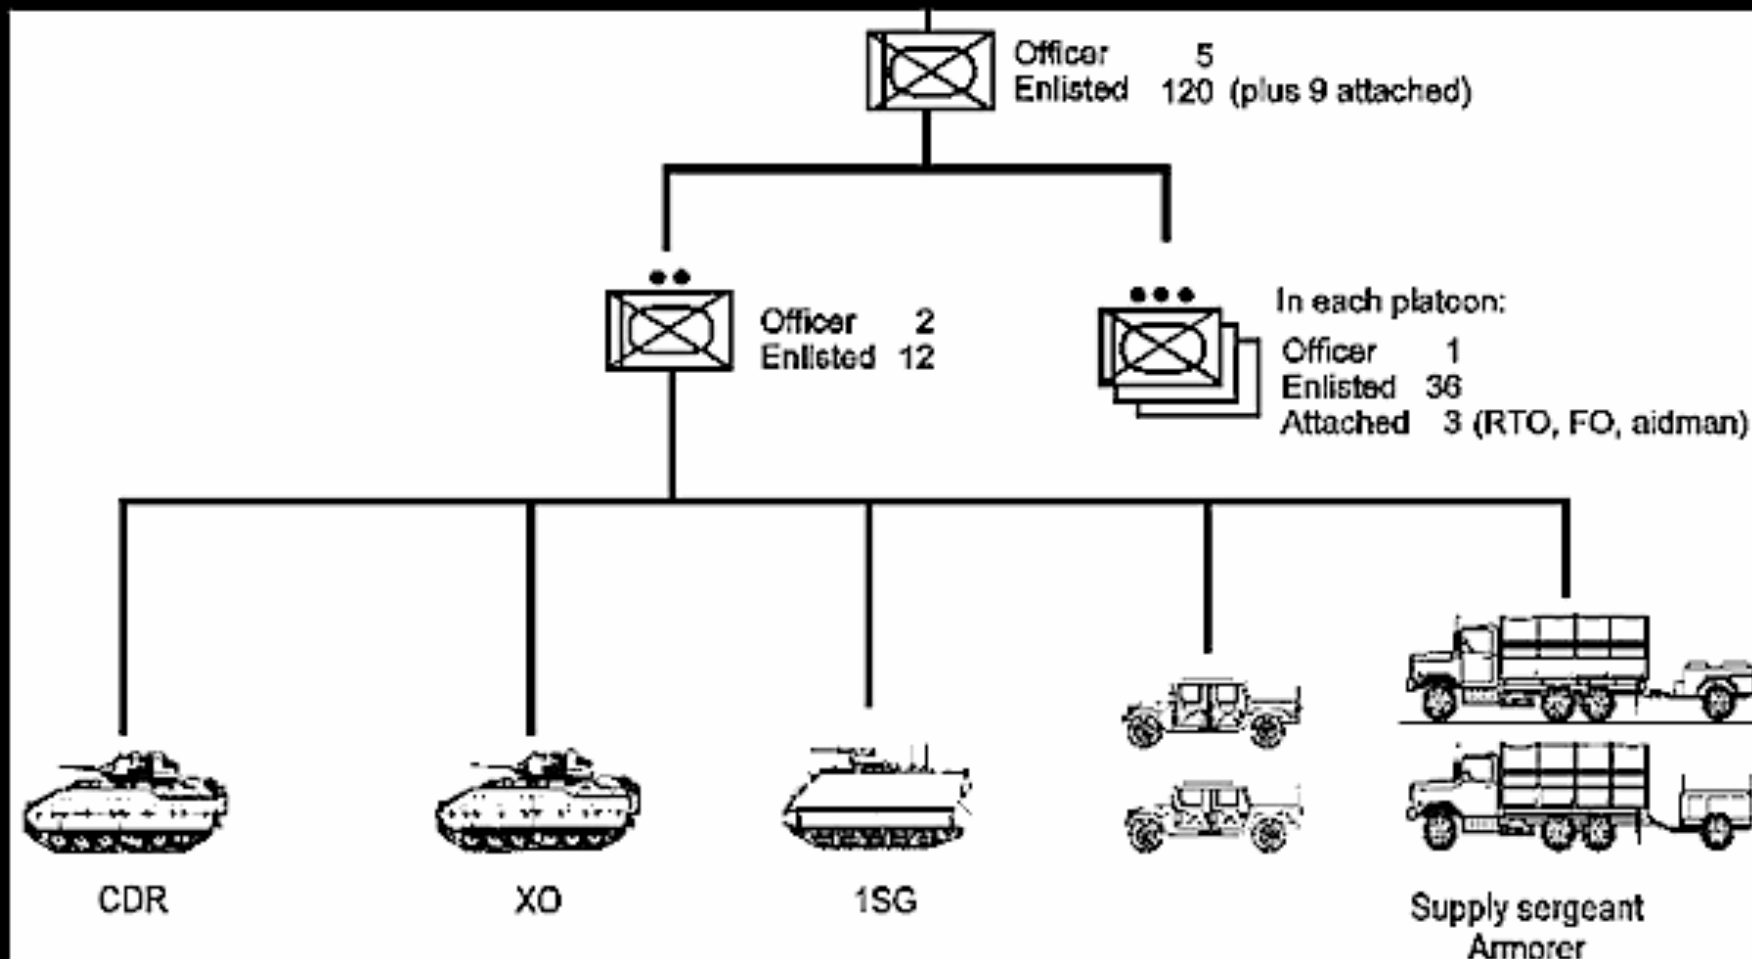 Officer 5
Enlisted 120 (plus 9 attached)
Officer 2
Enlisted 12
In each platoon:
Officer 1
Enlisted 36
Attached 3 (RTO, FO, aidman)
CDR
XO
1SG
Supply sergeant
Armorer